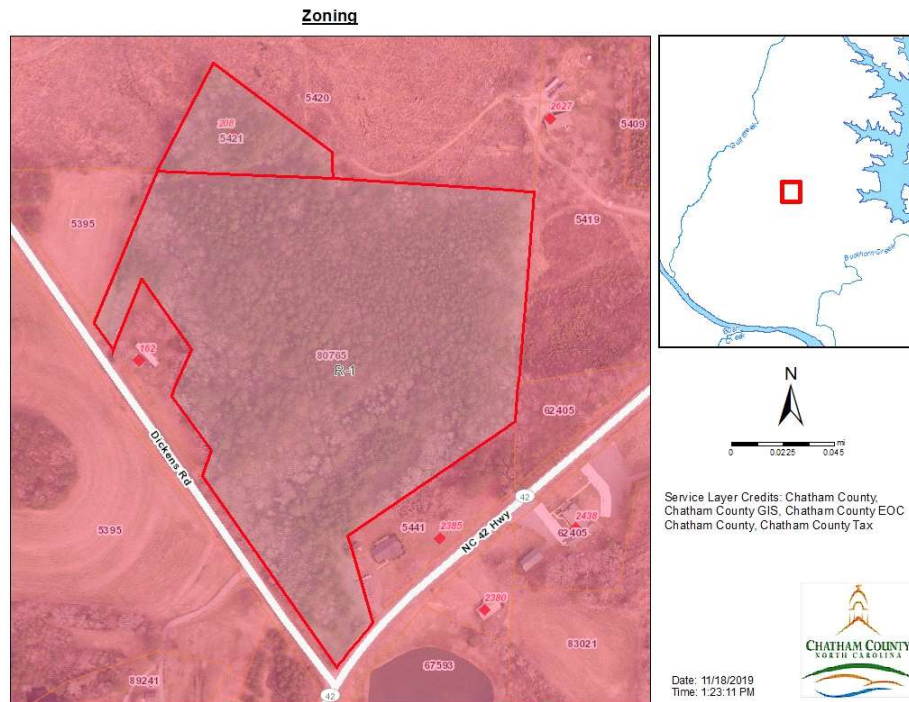 Zoning
5420
2627
208
5421
5409
5395
5419
162
80765
R-1
62405
Dickens Rd
42
2385
5441
NC 42 Hwy
2438
62405
5395
2380
83021
67593
89241
42
Buckhorn Creek
N
mi
0 0.0225 0.045
Service Layer Credits: Chatham County,
Chatham County GIS, Chatham County EOC
Chatham County, Chatham County Tax
CHATHAM COUNTY
NORTH CAROLINA
Date: 11/18/2019
Time: 1:23:11 PM